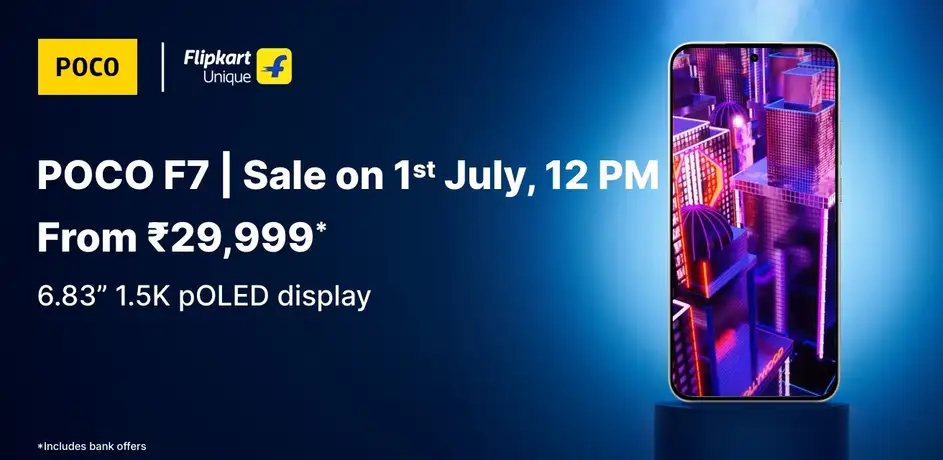 POCO
Flipkart
Unique
POCO F7 | Sale on 1st July, 12 PM
From ₹29,999*
6.83” 1.5K pOLED display
HOLLYWOOD
*Includes bank offers